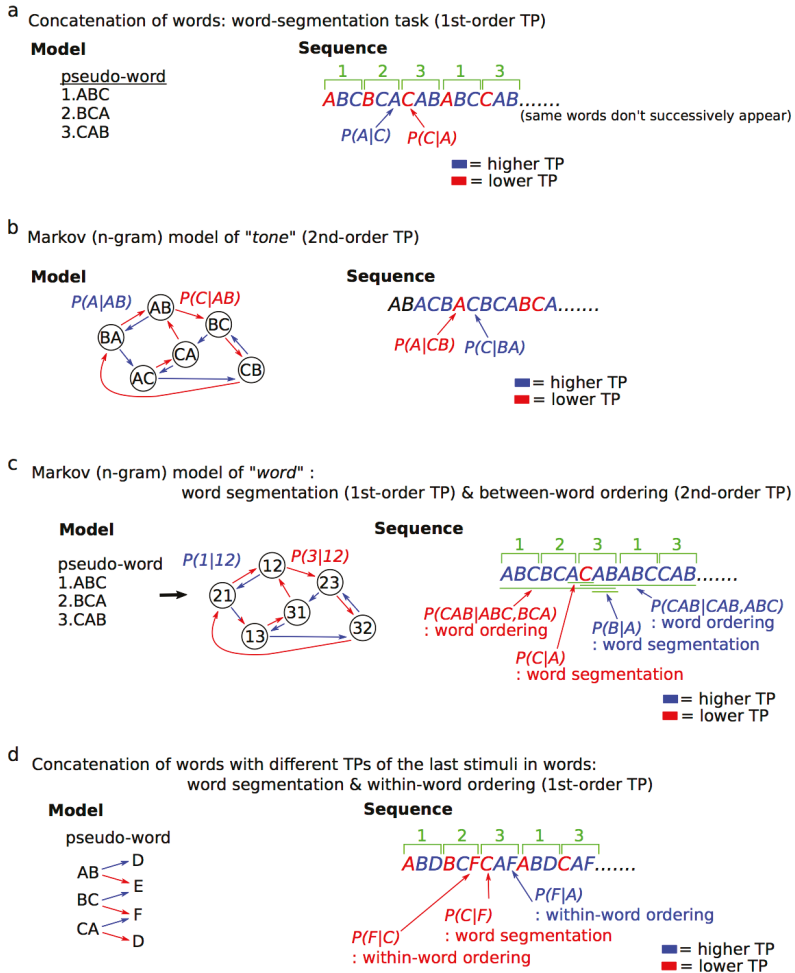 a
Concatenation of words: word-segmentation task (1st-order TP)
Model
Sequence
pseudo-word
1.ABC
2.BCA
3.CAB
1 2 3 1 3
ABCBCACABABCCAB.......
(same words don't successively appear)
P(A|C)
P(C|A)
= higher TP
= lower TP
b
Markov (n-gram) model of "tone" (2nd-order TP)
Model
Sequence
P(A|AB)
P(C|AB)
AB
BC
BA
CA
AC
CB
ABACBACBCABCA.......
P(A|CB)
P(C|BA)
= higher TP
= lower TP
c
Markov (n-gram) model of "word" :
word segmentation (1st-order TP) & between-word ordering (2nd-order TP)
Model
Sequence
pseudo-word
1.ABC
2.BCA
3.CAB
P(1|12)
P(3|12)
12
23
21
31
13
32
1 2 3 1 3
ABCBCACABABCCAB.......
P(CAB|ABC,BCA)
: word ordering
P(C|A)
: word segmentation
P(B|A)
: word segmentation
P(CAB|CAB,ABC)
: word ordering
= higher TP
= lower TP
d
Concatenation of words with different TPs of the last stimuli in words:
word segmentation & within-word ordering (1st-order TP)
Model
Sequence
pseudo-word
AB
BC
CA
D
E
F
D
1 2 3 1 3
ABDBCFCAFABDCAF.......
P(F|C)
: within-word ordering
P(C|F)
: word segmentation
P(F|A)
: within-word ordering
= higher TP
= lower TP